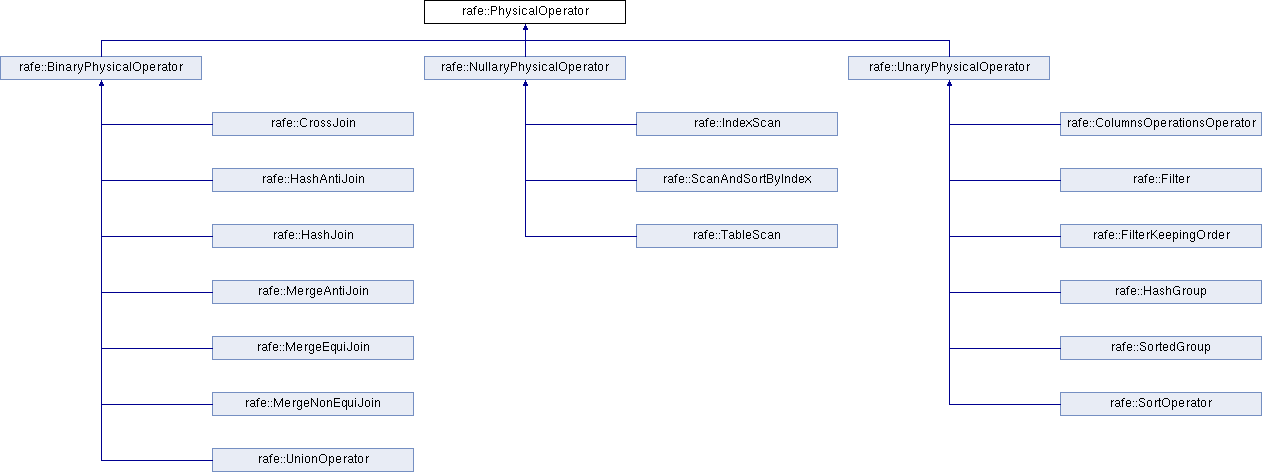 rafe::PhysicalOperator
rafe::BinaryPhysicalOperator
rafe::NullaryPhysicalOperator
rafe::UnaryPhysicalOperator
rafe::CrossJoin
rafe::IndexScan
rafe::ColumnsOperationsOperator
rafe::HashAntiJoin
rafe::ScanAndSortByIndex
rafe::Filter
rafe::HashJoin
rafe::TableScan
rafe::FilterKeepingOrder
rafe::MergeAntiJoin
rafe::HashGroup
rafe::MergeEquiJoin
rafe::SortedGroup
rafe::MergeNonEquiJoin
rafe::SortOperator
rafe::UnionOperator